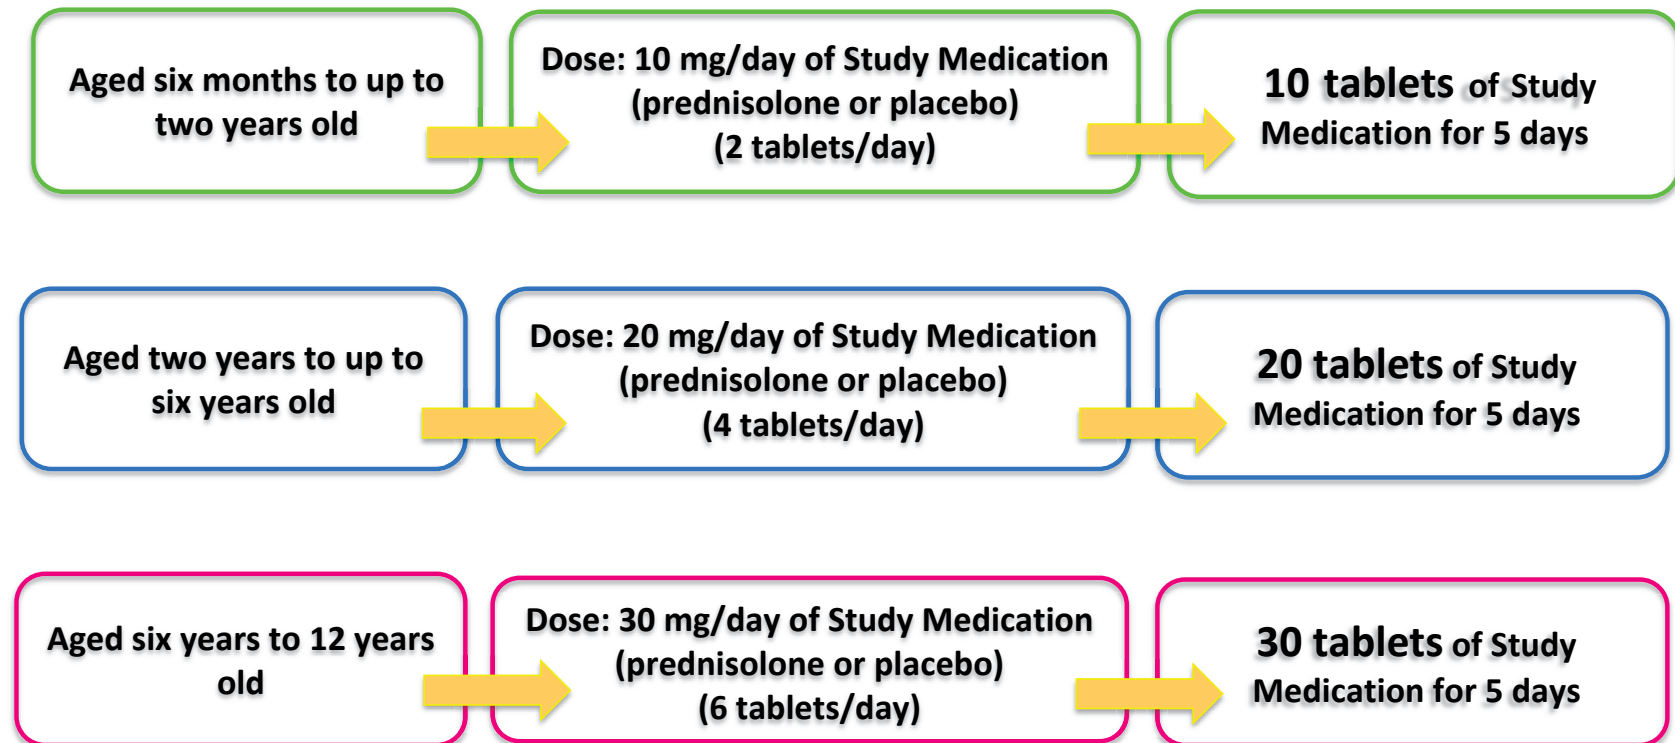 Aged six months to up to
two years old
Dose: 10 mg/day of Study Medication
(prednisolone or placebo)
(2 tablets/day)
10 tablets of Study
Medication for 5 days
Aged two years to up to
six years old
Dose: 20 mg/day of Study Medication
(prednisolone or placebo)
(4 tablets/day)
20 tablets of Study
Medication for 5 days
Aged six years to 12 years
old
Dose: 30 mg/day of Study Medication
(prednisolone or placebo)
(6 tablets/day)
30 tablets of Study
Medication for 5 days